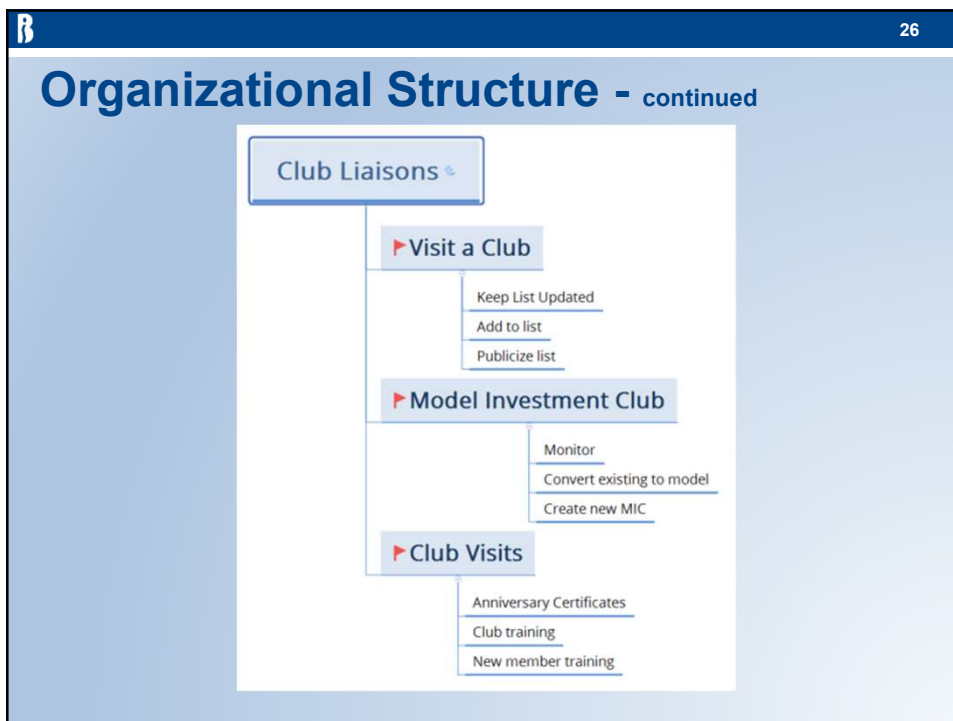 26
Organizational Structure - continued
Club Liaisons
Visit a Club
Keep List Updated
Add to list
Publicize list
Model Investment Club
Monitor
Convert existing to model
Create new MIC
Club Visits
Anniversary Certificates
Club training
New member training